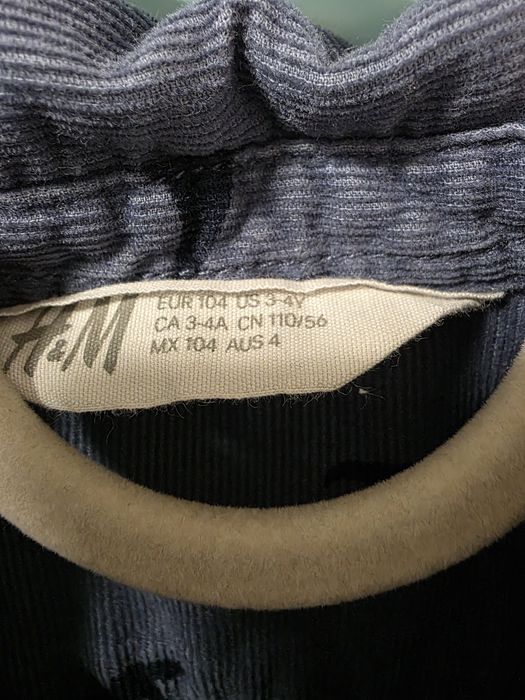 H&M
EUR 104 US 3-4Y
CA 3-4A CN 110/56
MX 104 AUS 4